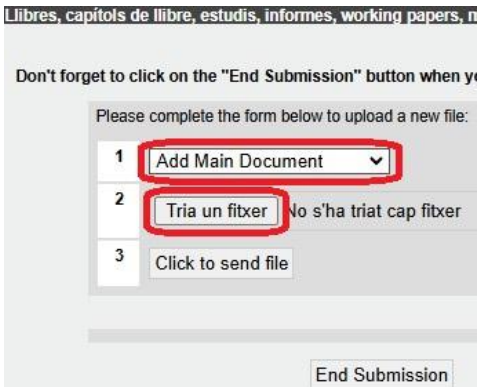 Llibres, capítols de llibre, estudis, informes, working papers,
Don't forget to click on the "End Submission" button when
Please complete the form below to upload a new file:
1 Add Main Document
2 Tria un fitxer No s'ha triat cap fitxer
3 Click to send file
End Submission